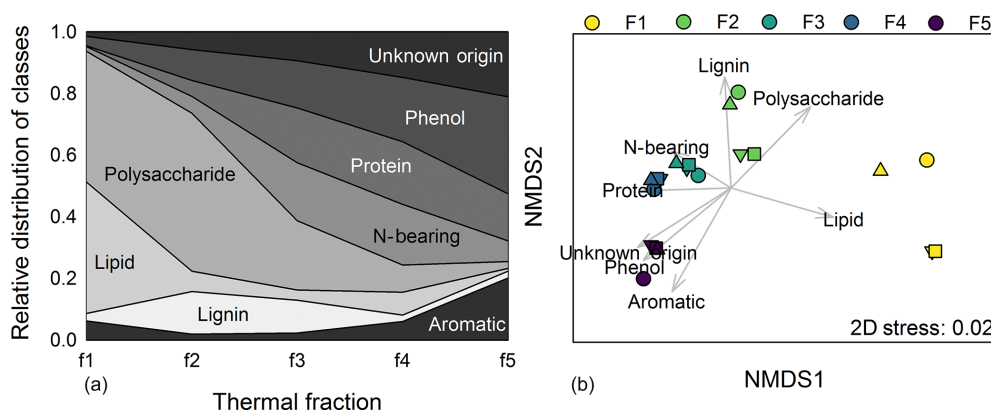 Relative distribution of classes
1.0
0.8
0.6
0.4
0.2
0.0
Unknown origin
Phenol
Protein
Polysaccharide
N-bearing
Lipid
Lignin
Aromatic
f1 f2 f3 f4 f5
(a)
Thermal fraction
F1 F2 F3 F4 F5
NMDS2
Lignin
Polysaccharide
N-bearing
Protein
Lipid
Unknown origin
Phenol
Aromatic
2D stress: 0.02
(b)
NMDS1